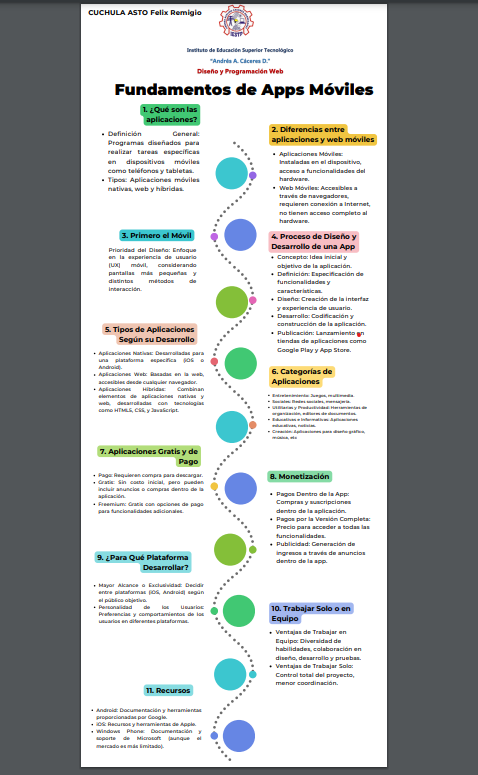 CUCHULA ASTO Felix Remigio
IESTP
Instituto de Educación Superior Tecnológico
"Andrés A. Cáceres D."
Diseño y Programación Web
Fundamentos de Apps Móviles
1. ¿Qué son las
aplicaciones?
• Definición General:
Programas diseñados para
realizar tareas específicas
en dispositivos móviles
como teléfonos y tabletas.
• Tipos: Aplicaciones móviles
nativas, web y híbridas.
2. Diferencias entre
aplicaciones y web móviles
• Aplicaciones Móviles:
Instaladas en el dispositivo,
acceso a funcionalidades del
hardware.
• Web Móviles: Accesibles a
través de navegadores,
requieren conexión a Internet,
no tienen acceso completo al
hardware.
3. Primero el Móvil
Prioridad del Diseño: Enfoque
en la experiencia de usuario
(UX) móvil, considerando
pantallas más pequeñas y
distintos métodos de
interacción.
4. Proceso de Diseño y
Desarrollo de una App
• Concepto: Idea inicial y
objetivo de la aplicación.
• Definición: Especificación de
funcionalidades y
características.
• Diseño: Creación de la interfaz
y experiencia de usuario.
• Desarrollo: Codificación y
construcción de la aplicación.
• Publicación: Lanzamiento en
tiendas de aplicaciones como
Google Play y App Store.
5. Tipos de Aplicaciones
Según su Desarrollo
• Aplicaciones Nativas: Desarrolladas para
una plataforma específica (iOS o
Android).
• Aplicaciones Web: Basadas en la web,
accesibles desde cualquier navegador.
• Aplicaciones Híbridas: Combinan
elementos de aplicaciones nativas y
web, desarrolladas con tecnologías
como HTML5, CSS, y JavaScript.
6. Categorías de
Aplicaciones
• Entretenimiento: Juegos, multimedia.
• Sociales: Redes sociales, mensajería.
• Utilitarias y Productividad: Herramientas de
organización, editores de documentos.
• Educativas e Informativas: Aplicaciones
educativas, noticias.
• Creación: Aplicaciones para diseño gráfico,
música, etc
7. Aplicaciones Gratis y de
Pago
• Pago: Requieren compra para descargar.
• Gratis: Sin costo inicial, pero pueden
incluir anuncios o compras dentro de la
aplicación.
• Freemium: Gratis con opciones de pago
para funcionalidades adicionales.
8. Monetización
• Pagos Dentro de la App:
Compras y suscripciones
dentro de la aplicación.
• Pagos por la Versión Completa:
Precio para acceder a todas las
funcionalidades.
• Publicidad: Generación de
ingresos a través de anuncios
dentro de la app.
9. ¿Para Qué Plataforma
Desarrollar?
• Mayor Alcance o Exclusividad: Decidir
entre plataformas (iOS, Android) según
el público objetivo.
• Personalidad de los Usuarios:
Preferencias y comportamientos de los
usuarios en diferentes plataformas.
10. Trabajar Solo o en
Equipo
• Ventajas de Trabajar en
Equipo: Diversidad de
habilidades, colaboración en
diseño, desarrollo y pruebas.
• Ventajas de Trabajar Solo:
Control total del proyecto,
menor coordinación.
11. Recursos
• Android: Documentación y herramientas
proporcionadas por Google.
• iOS: Recursos y herramientas de Apple.
• Windows Phone: Documentación y
soporte de Microsoft (aunque el
mercado es más limitado).